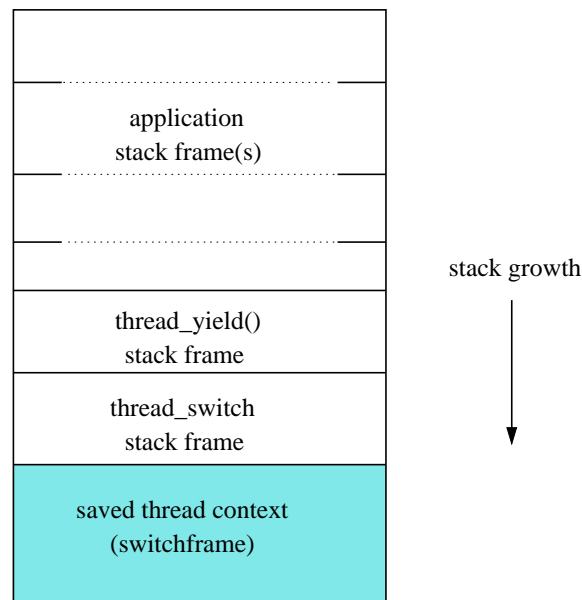 application
stack frame(s)
stack growth
thread_yield()
stack frame
thread_switch
stack frame
saved thread context
(switchframe)